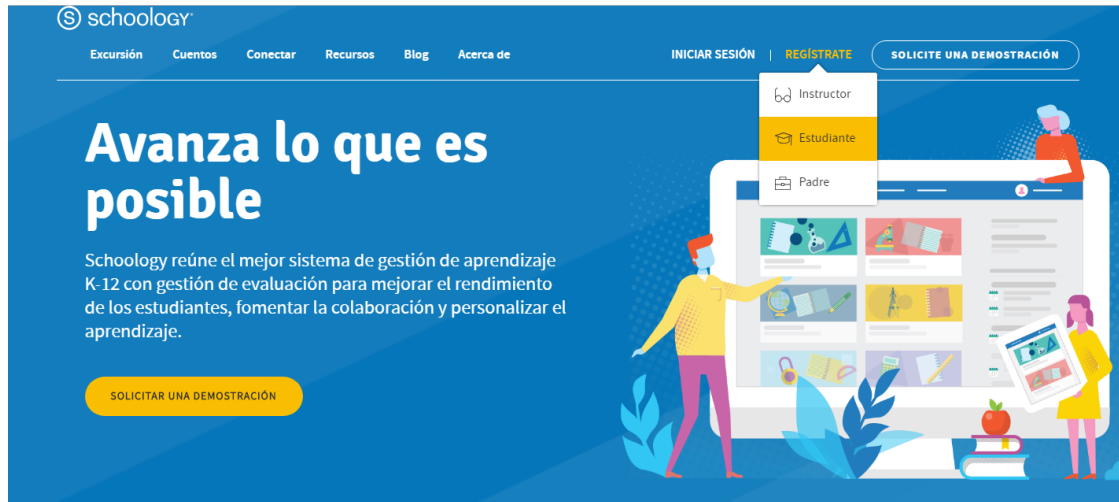 schoology
Excursión Cuentos Conectar Recursos Blog Acerca de INICIAR SESIÓN | REGÍSTRATE SOLICITE UNA DEMOSTRACIÓN
Instructor
Estudiante
Padre
Avanza lo que es
posible
Schoology reúne el mejor sistema de gestión de aprendizaje
K-12 con gestión de evaluación para mejorar el rendimiento
de los estudiantes, fomentar la colaboración y personalizar el
aprendizaje.
SOLICITAR UNA DEMOSTRACIÓN